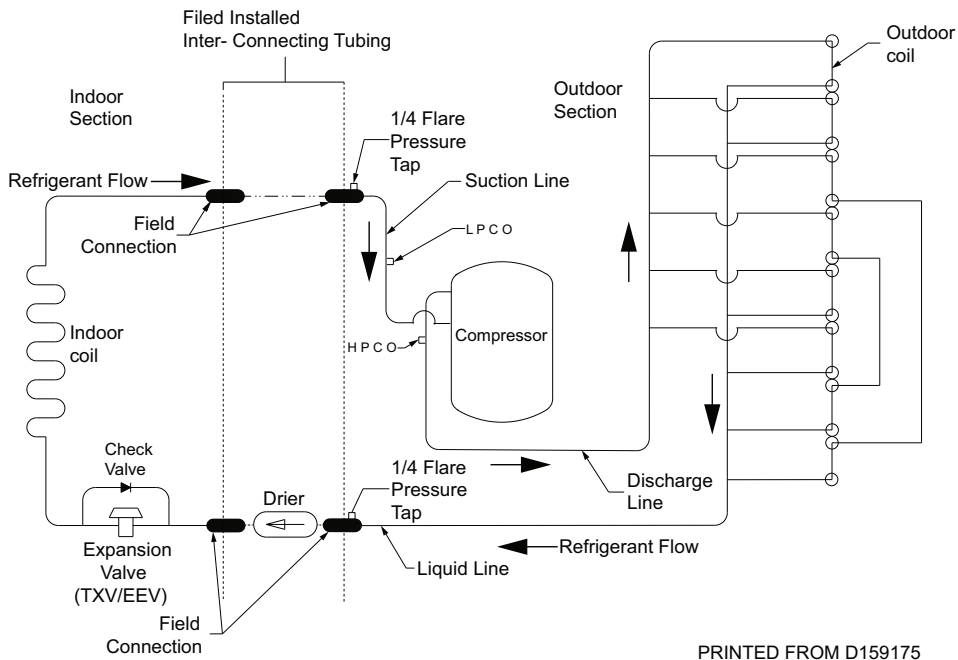 Filed Installed
Inter- Connecting Tubing
Outdoor
coil
Indoor
Section
Outdoor
Section
1/4 Flare
Pressure
Tap
Refrigerant Flow
Suction Line
Field
Connection
LPCO
Indoor
coil
Compressor
HPCO
Check
Valve
Drier
1/4 Flare
Pressure
Tap
Discharge
Line
Expansion
Valve
(TXV/EEV)
Liquid Line
Refrigerant Flow
Field
Connection
PRINTED FROM D159175